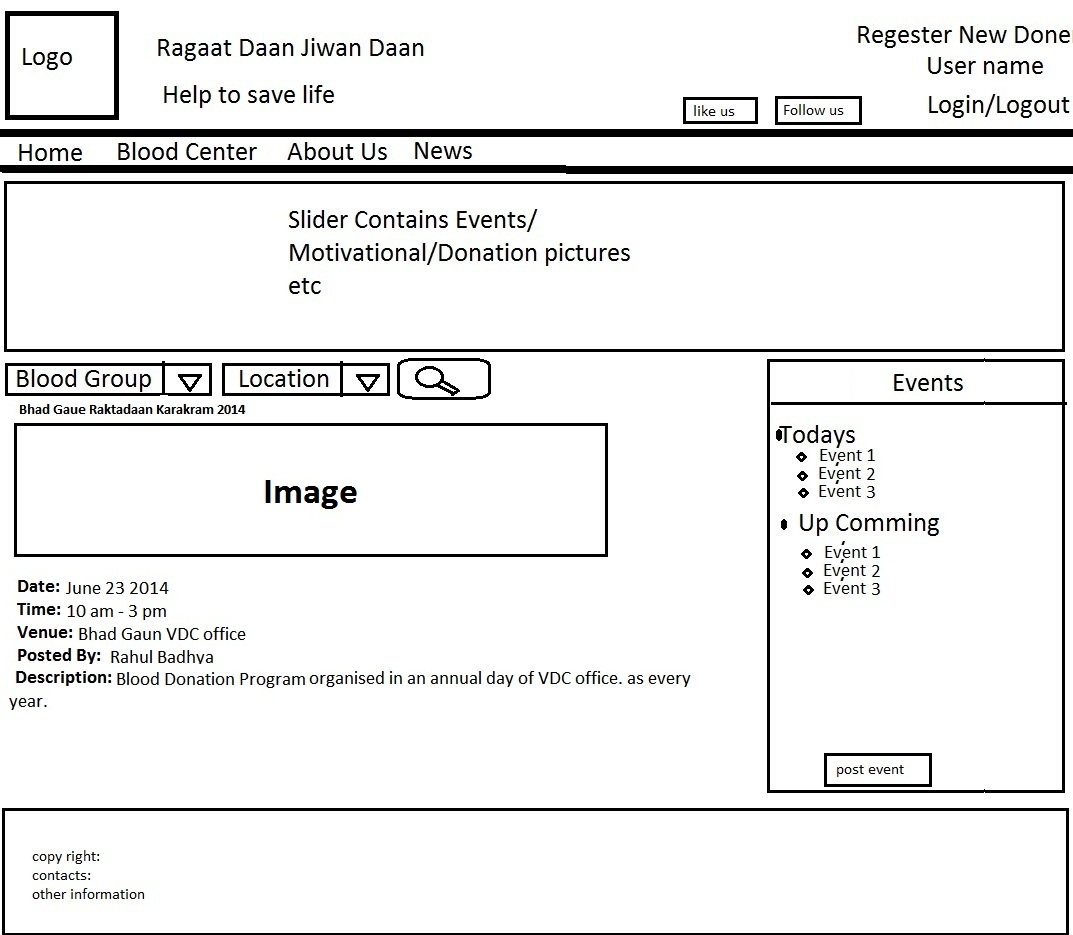 Logo
Ragaat Daan Jiwan Daan
Help to save life
Regester New Doner
User name
like us
Follow us
Login/Logout
Home Blood Center About Us News
Slider Contains Events/
Motivational/Donation pictures
etc
Blood Group
Location
Bhad Gaue Raktadaan Karakram 2014
Image
Date: June 23 2014
Time: 10 am - 3 pm
Venue: Bhad Gaun VDC office
Posted By: Rahul Badhya
Description: Blood Donation Program organised in an annual day of VDC office. as every
year.
Events
Todays
Event 1
Event 2
Event 3
Up Comming
Event 1
Event 2
Event 3
post event
copy right:
contacts:
other information